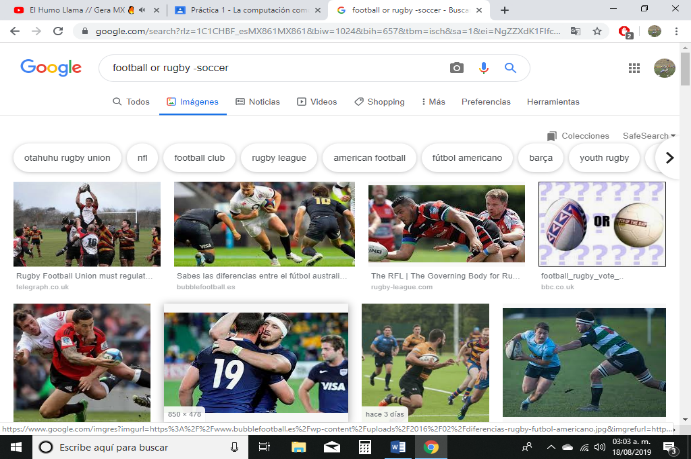 El Humo Llama // Gera MX
Práctica 1 - La computación com
football or rugby -soccer - Busca
google.com/search?rlz=1C1CHBF_esMX861MX861&biw=1024&bih=657&tbm=isch&sa=1&ei=NgZZXdK1FIfc...
2
Google
football or rugby -soccer
Todos Imágenes Noticias Videos Shopping Más Preferencias Herramientas
Colecciones SafeSearch
otahuhu rugby union nfl football club rugby league american football fútbol americano barça youth rugby
10
OR
Rugby Football Union must regulat...
telegraph.co.uk
Sabes las diferencias entre el fútbol australi...
bubblefootball.es
The RFL | The Governing Body for Ru...
rugby-league.com
football_rugby_vote_...
bbc.co.uk
19
VISA
850 × 478
hace 3 días
https://www.google.com/imgres?imgurl=https%3A%2F%2Fwww.bubblefootball.es%2Fwp-content%2Fuploads%2F2016%2F02%2Fdiferencias-rugby-futbol-americano.jpg&imgrefurl=http...
Escribe aquí para buscar
03:03 a. m.
18/08/2019
3